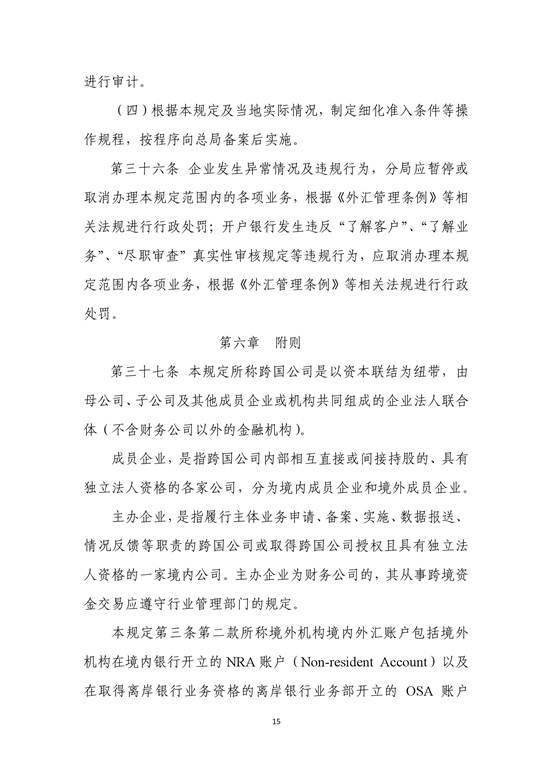 进行审计。
（四）根据本规定及当地实际情况，制定细化准入条件等操
作规程，按程序向总局备案后实施。
第三十六条 企业发生异常情况及违规行为，分局应暂停或
取消办理本规定范围内的各项业务，根据《外汇管理条例》等相
关法规进行行政处罚；开户银行发生违反“了解客户”、“了解业
务”、“尽职审查”真实性审核规定等违规行为，应取消办理本规
定范围内各项业务，根据《外汇管理条例》等相关法规进行行政
处罚。
第六章 附则
第三十七条 本规定所称跨国公司是以资本联结为纽带，由
母公司、子公司及其他成员企业或机构共同组成的企业法人联合
体（不含财务公司以外的金融机构）。
成员企业，是指跨国公司内部相互直接或间接持股的、具有
独立法人资格的各家公司，分为境内成员企业和境外成员企业。
主办企业，是指履行主体业务申请、备案、实施、数据报送、
情况反馈等职责的跨国公司或取得跨国公司授权且具有独立法
人资格的一家境内公司。主办企业为财务公司的，其从事跨境资
金交易应遵守行业管理部门的规定。
本规定第三条第二款所称境外机构境内外汇账户包括境外
机构在境内银行开立的 NRA 账户（Non-resident Account）以及
在取得离岸银行业务资格的离岸银行业务部开立的 OSA 账户
15